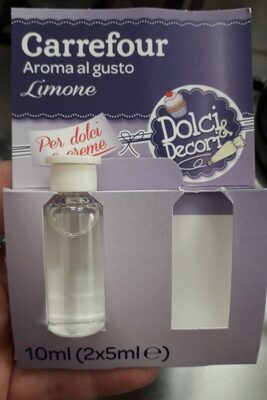 Carrefour
Aroma al gusto
Limone
Per dolci
& creme
Dolci &
Decori
10ml (2x5ml ℮)